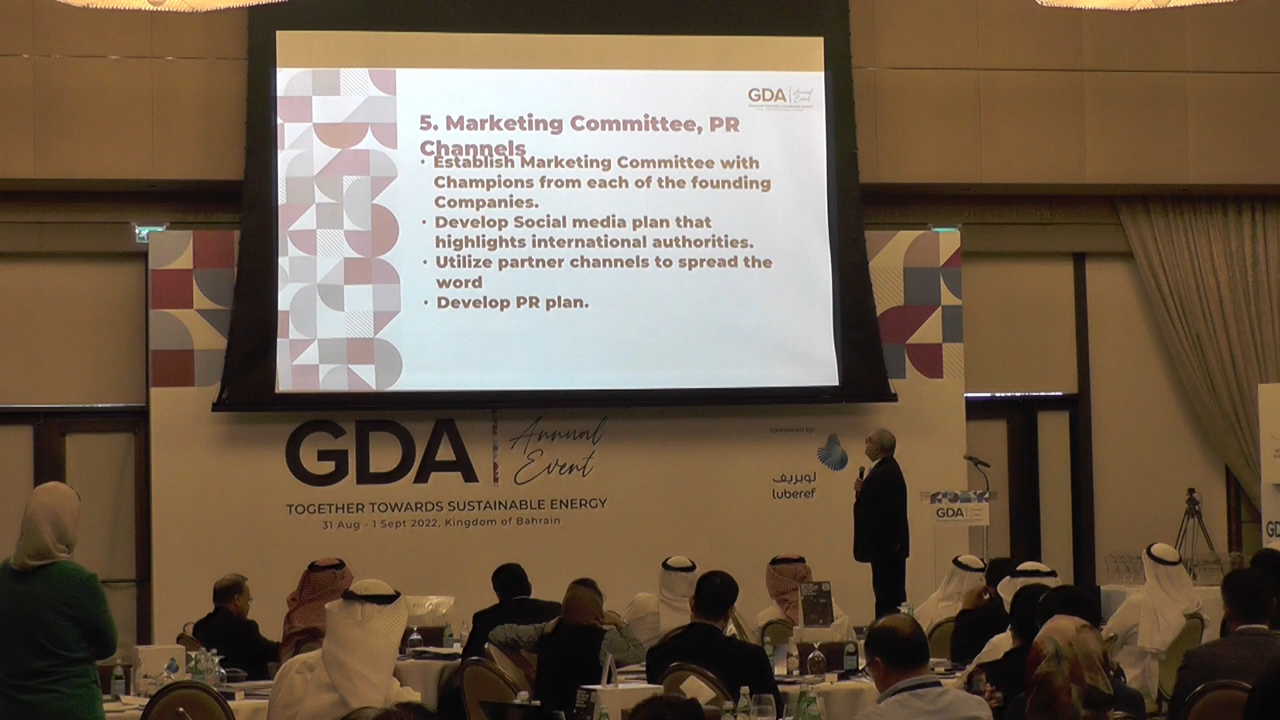 GDA Annual Event
5. Marketing Committee, PR
Channels
· Establish Marketing Committee with
Champions from each of the founding
Companies.
· Develop Social media plan that
highlights international authorities.
· Utilize partner channels to spread the
word
· Develop PR plan.
GDA Annual Event
TOGETHER TOWARDS SUSTAINABLE ENERGY
31 Aug - 1 Sept 2022, Kingdom of Bahrain
Sponsored by:
لوبريف
luberef
GDA